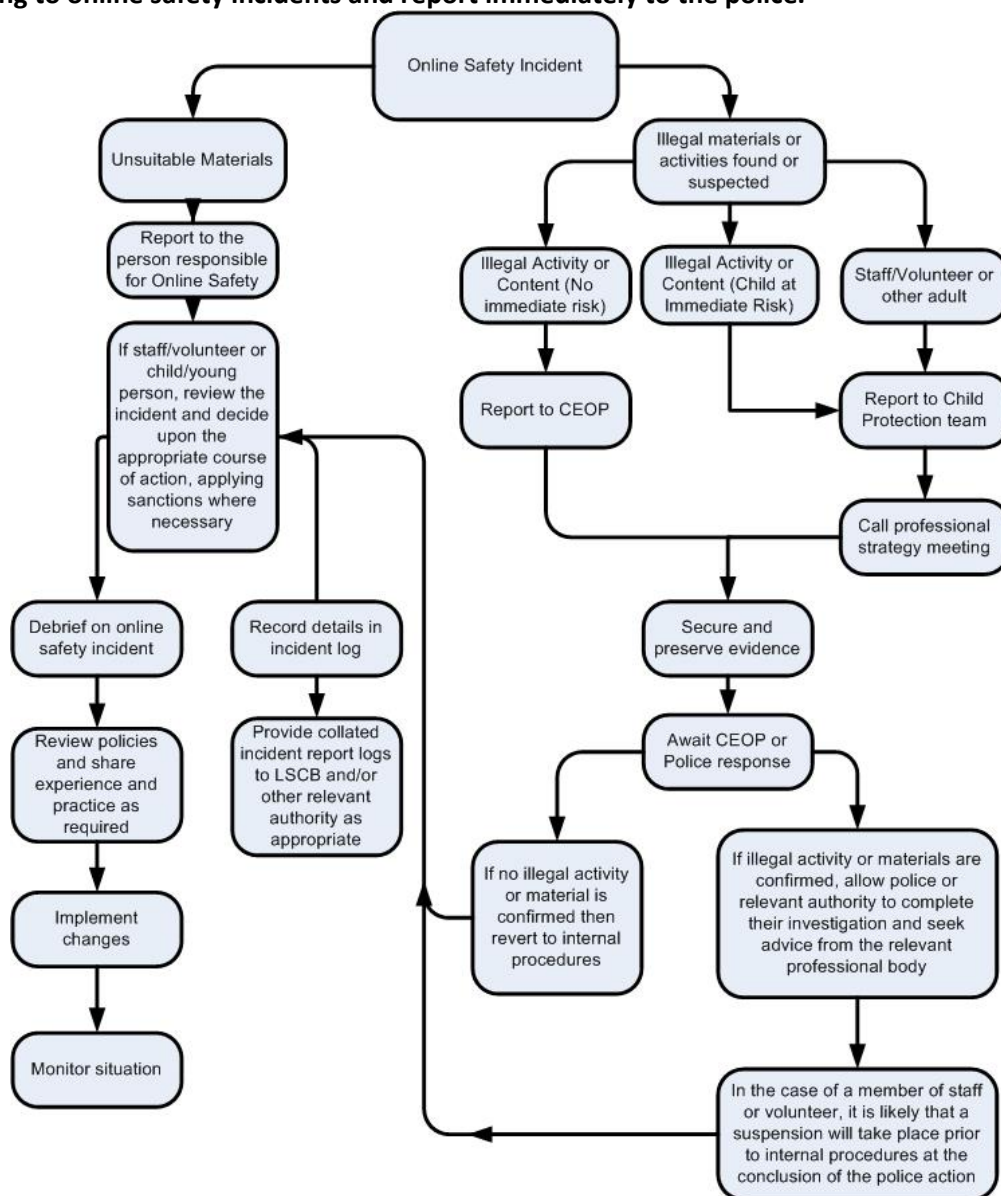 ng to online safety incidents and report immediately to the police.
Online Safety Incident
Unsuitable Materials
Report to the
person responsible
for Online Safety
If staff/volunteer or
child/young
person, review the
incident and decide
upon the
appropriate course
of action, applying
sanctions where
necessary
Debrief on online
safety incident
Review policies
and share
experience and
practice as
required
Implement
changes
Monitor situation
Record details in
incident log
Provide collated
incident report logs
to LSCB and/or
other relevant
authority as
appropriate
Illegal materials or
activities found or
suspected
Illegal Activity or
Content (No
immediate risk)
Illegal Activity or
Content (Child at
Immediate Risk)
Staff/Volunteer or
other adult
Report to CEOP
Report to Child
Protection team
Call professional
strategy meeting
Secure and
preserve evidence
Await CEOP or
Police response
If no illegal activity
or material is
confirmed then
revert to internal
procedures
If illegal activity or materials are
confirmed, allow police or
relevant authority to complete
their investigation and seek
advice from the relevant
professional body
In the case of a member of staff
or volunteer, it is likely that a
suspension will take place prior
to internal procedures at the
conclusion of the police action